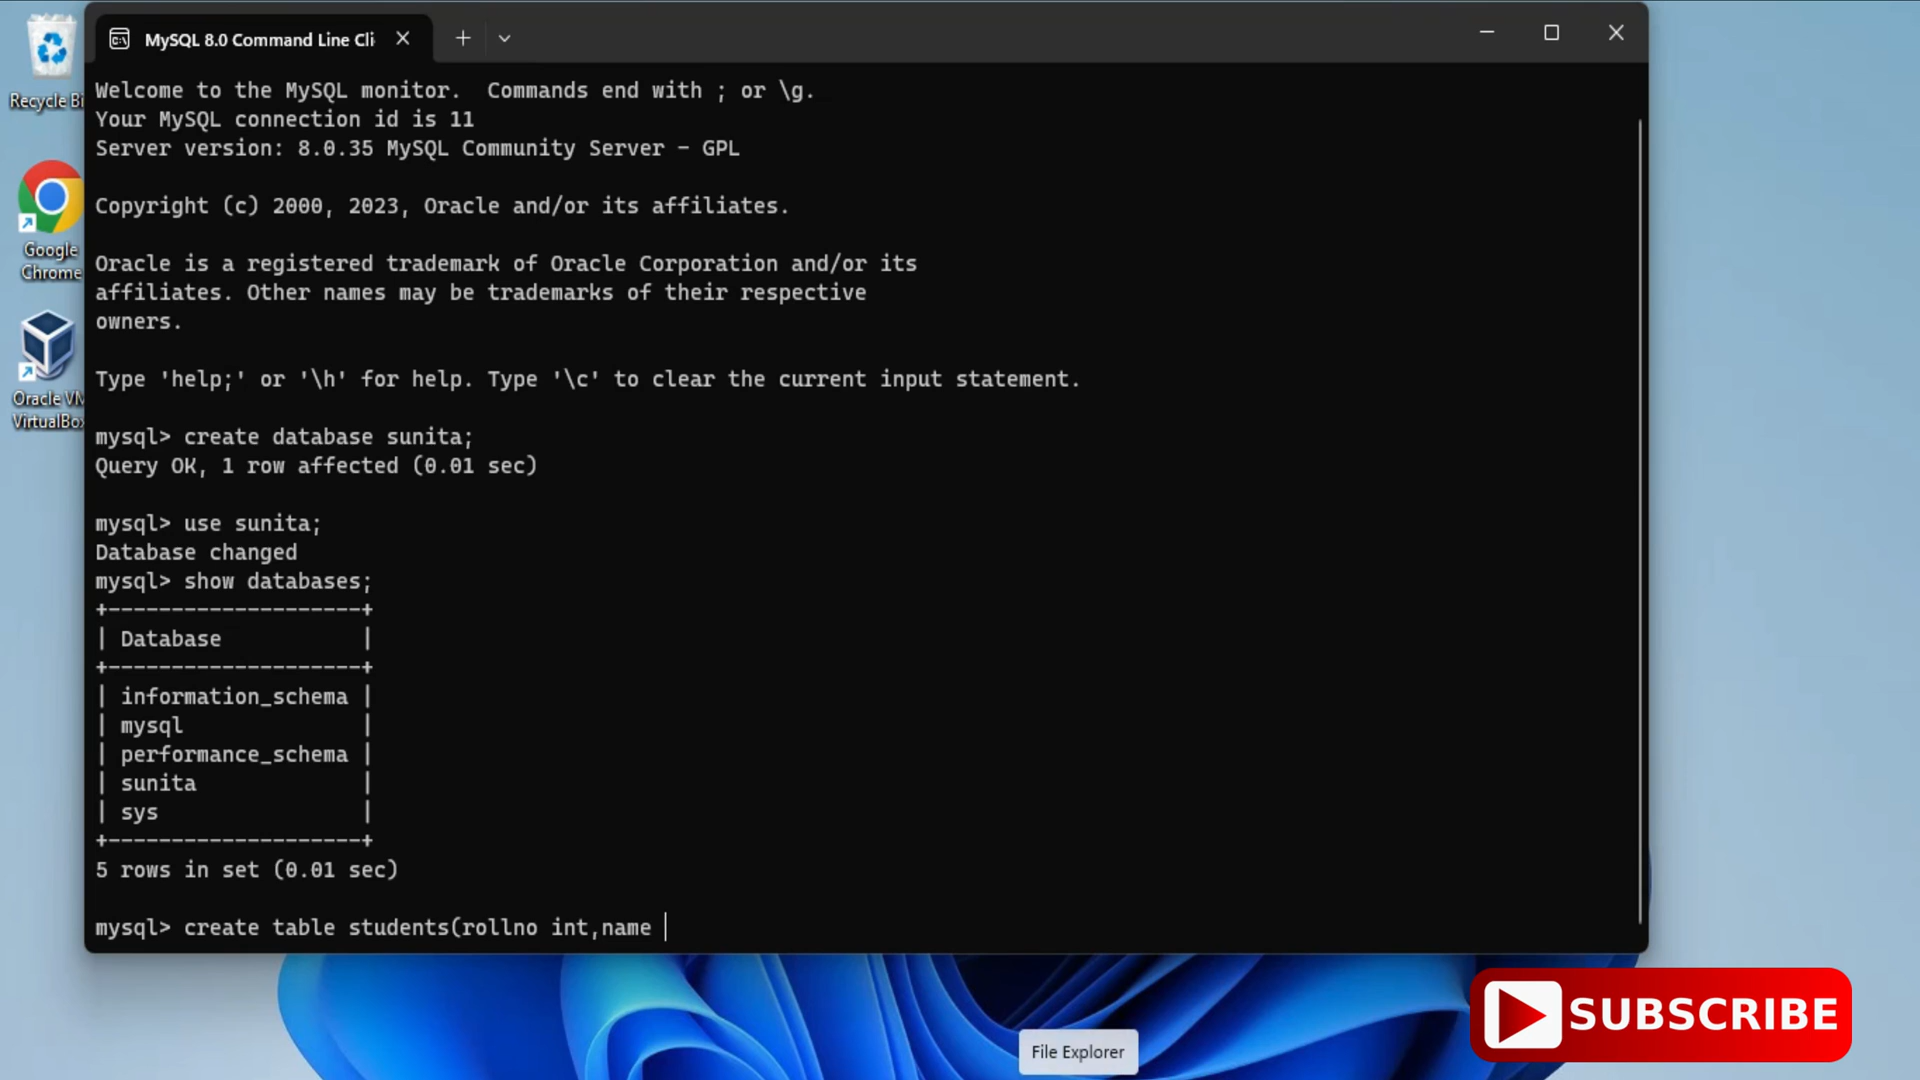 MySQL 8.0 Command Line Cli
Recycle Bi
Google
Chrome
Oracle VM
VirtualBox
Welcome to the MySQL monitor.  Commands end with ; or \g.
Your MySQL connection id is 11
Server version: 8.0.35 MySQL Community Server - GPL
Copyright (c) 2000, 2023, Oracle and/or its affiliates.
Oracle is a registered trademark of Oracle Corporation and/or its
affiliates. Other names may be trademarks of their respective
owners.
Type 'help;' or '\h' for help. Type '\c' to clear the current input statement.
mysql> create database sunita;
Query OK, 1 row affected (0.01 sec)
mysql> use sunita;
Database changed
mysql> show databases;
+--------------------+
| Database           |
+--------------------+
| information_schema |
| mysql              |
| performance_schema |
| sunita             |
| sys                |
+--------------------+
5 rows in set (0.01 sec)
mysql> create table students(rollno int,name
SUBSCRIBE
File Explorer